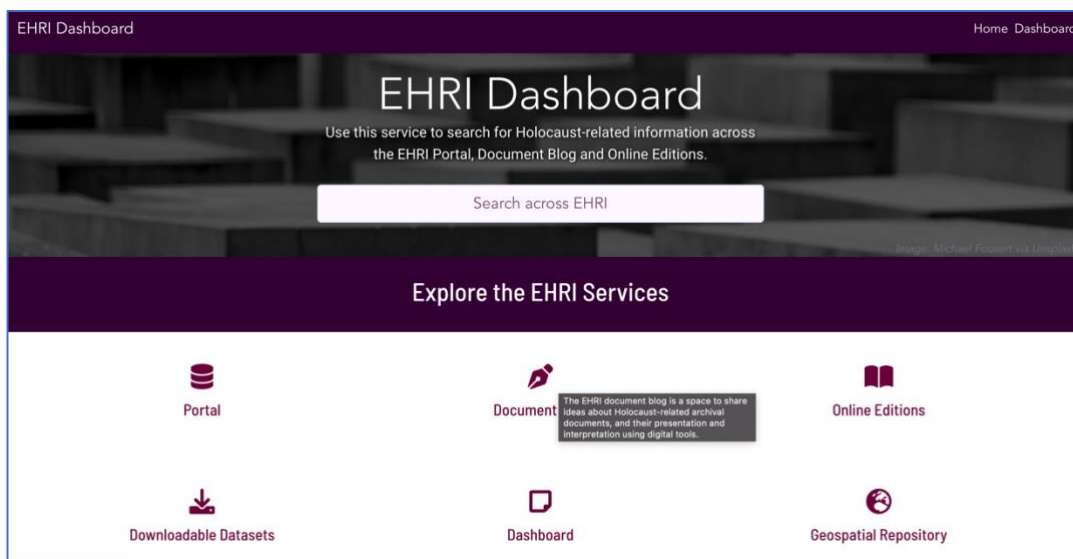 EHRI Dashboard
Home Dashboard
EHRI Dashboard
Use this service to search for Holocaust-related information across
the EHRI Portal, Document Blog and Online Editions.
Search across EHRI
Image: Michael Fousert via Unsplash
Explore the EHRI Services
Portal
Document
The EHRI document blog is a space to share
ideas about Holocaust-related archival
documents, and their presentation and
interpretation using digital tools.
Online Editions
Downloadable Datasets
Dashboard
Geospatial Repository